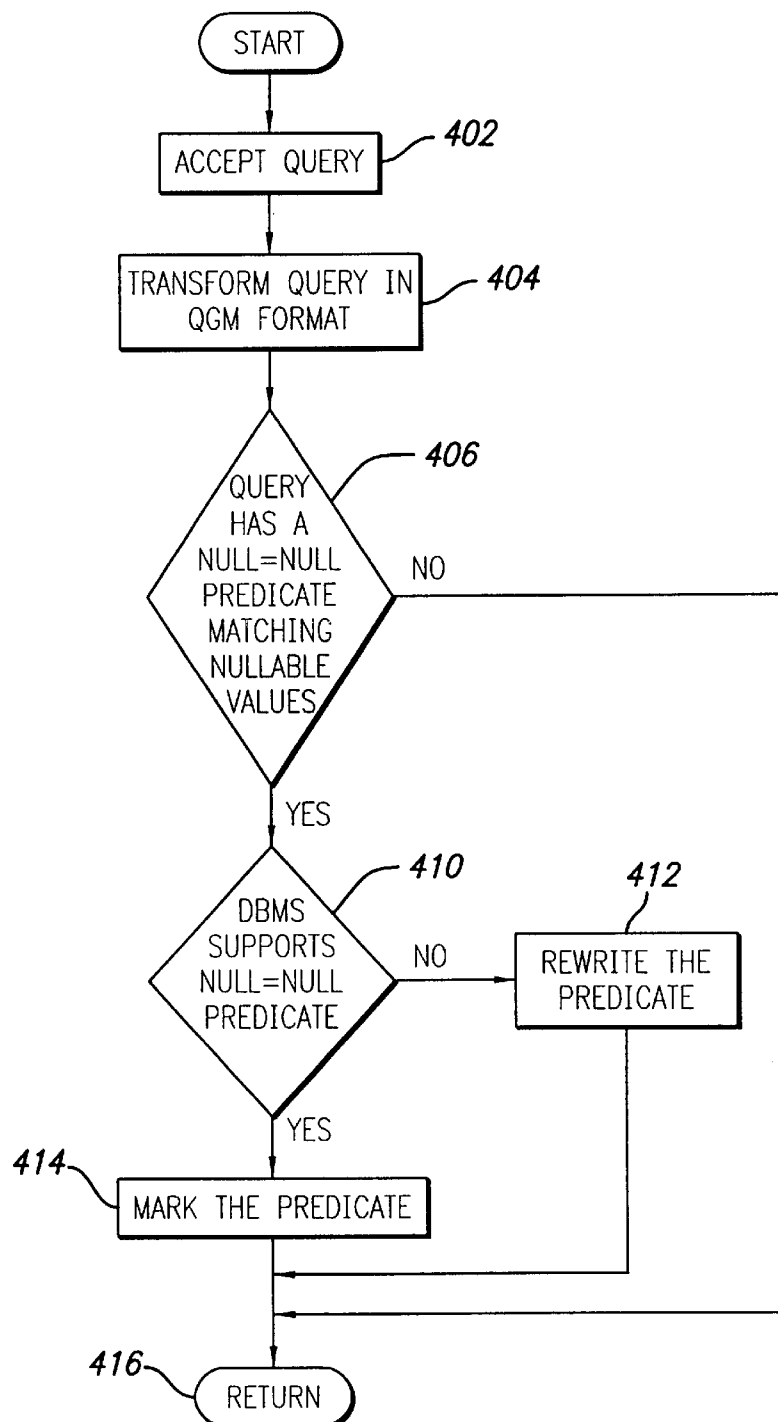 START
402
ACCEPT QUERY
TRANSFORM QUERY IN
QGM FORMAT
404
406
QUERY
HAS A
NULL=NULL
PREDICATE
MATCHING
NULLABLE
VALUES
NO
YES
410
DBMS
SUPPORTS
NULL=NULL
PREDICATE
NO
412
REWRITE THE
PREDICATE
YES
414
MARK THE PREDICATE
416
RETURN